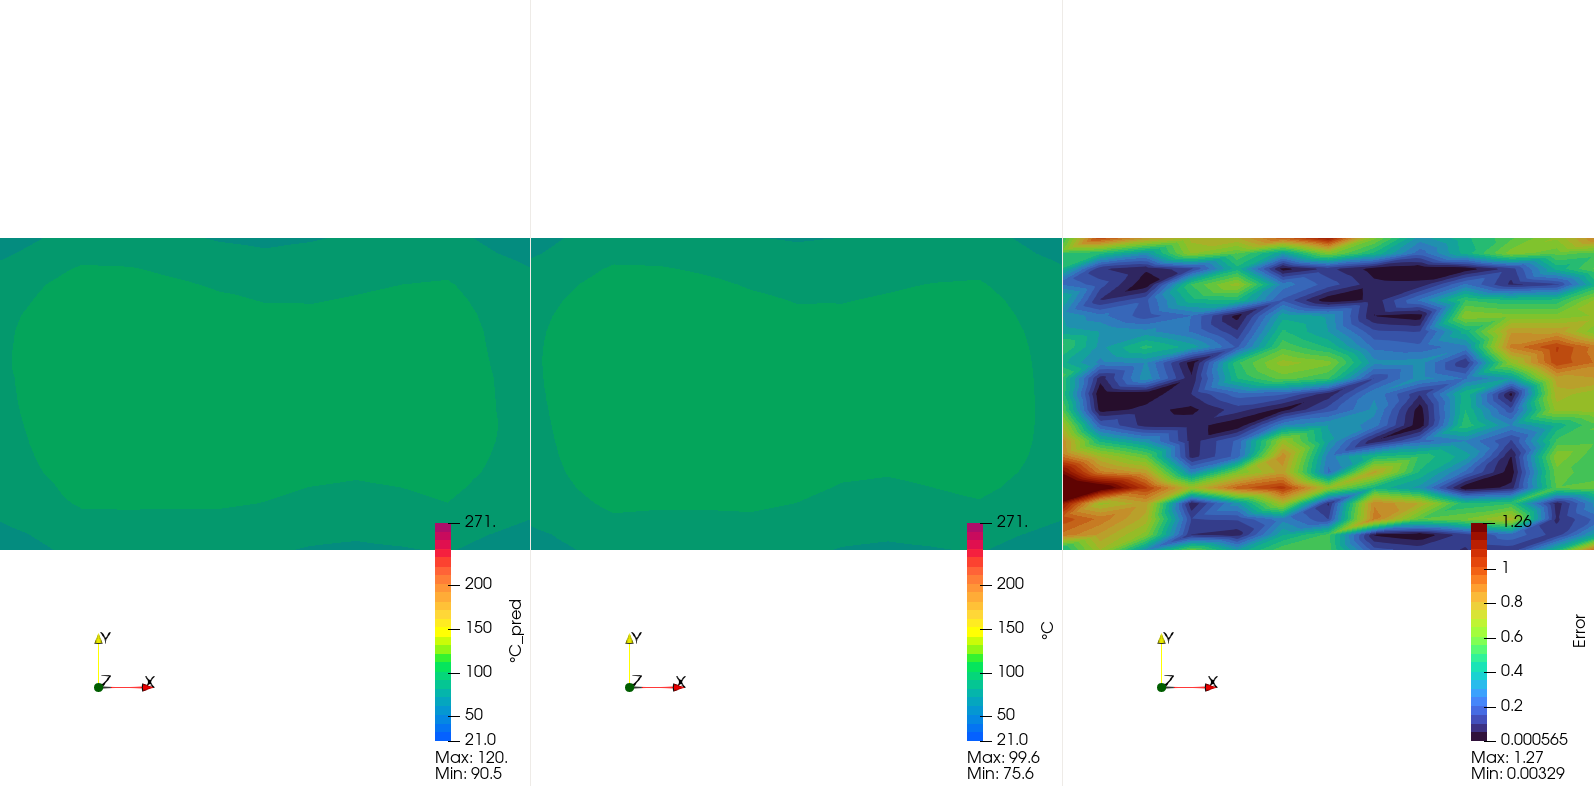 271.
200
150
100
50
21.0
°C_pred
Max: 120.
Min: 90.5
Y
Z
X
271.
200
150
100
50
21.0
°C
Max: 99.6
Min: 75.6
Y
Z
X
1.26
1
0.8
0.6
0.4
0.2
0.000565
Error
Max: 1.27
Min: 0.00329
Y
Z
X